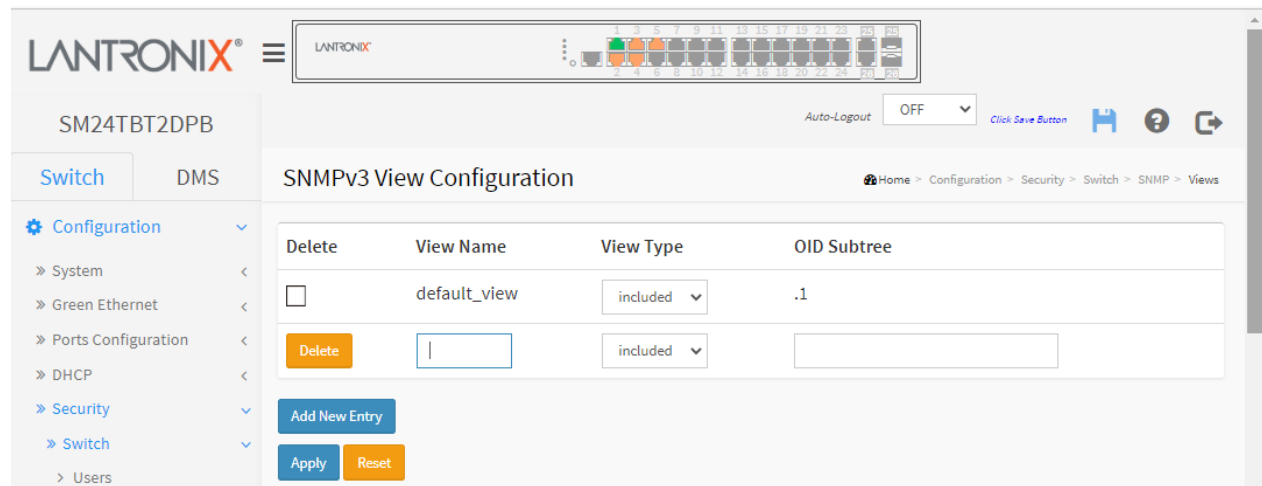 LANTRONIX®
LANTRONIX
1 3 5 7 9 11 13 15 17 19 21 23 25 26
2 4 6 8 10 12 14 16 18 20 22 24
SM24TBT2DPB
Auto-Logout OFF Click Save Button
Switch DMS
SNMPv3 View Configuration
Home > Configuration > Security > Switch > SNMP > Views
Configuration
Delete View Name View Type OID Subtree
» System
default_view included .1
» Green Ethernet
» Ports Configuration
Delete included
» DHCP
» Security
Add New Entry
» Switch
Apply Reset
> Users